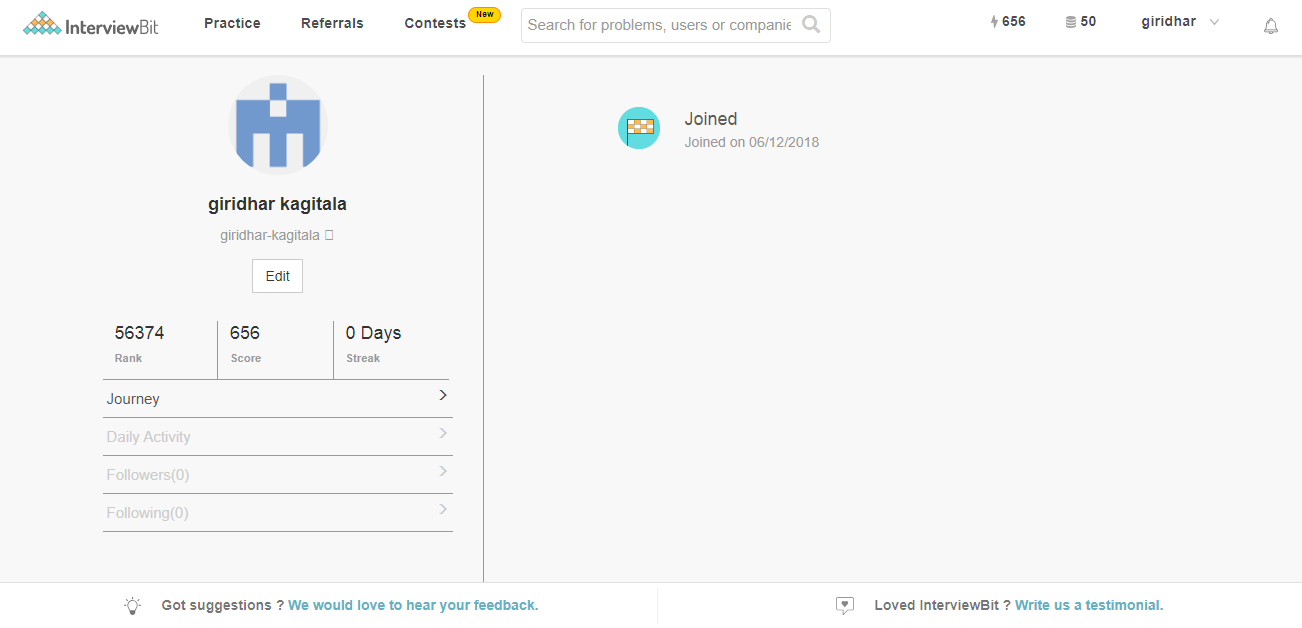 InterviewBit Practice Referrals Contests New Search for problems, users or companie 656 50 giridhar
giridhar kagitala
giridhar-kagitala
Edit
56374 656 0 Days
Rank Score Streak
Journey
Daily Activity
Followers(0)
Following(0)
Joined
Joined on 06/12/2018
Got suggestions ? We would love to hear your feedback.
Loved InterviewBit ? Write us a testimonial.